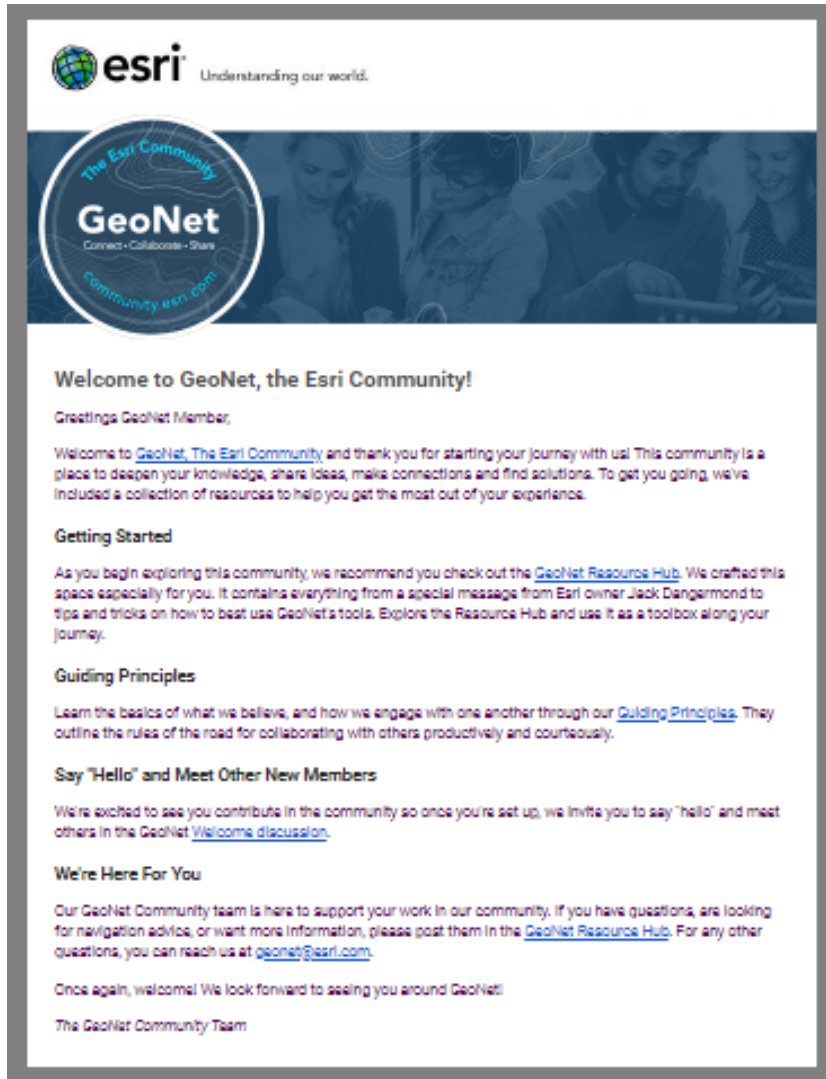 esri Understanding our world.
The Esri Community
GeoNet
Connect • Collaborate • Share
community.esri.com
Welcome to GeoNet, the Esri Community!
Greetings GeoNet Member,
Welcome to GeoNet, The Esri Community and thank you for starting your journey with us! This community is a
place to deepen your knowledge, share ideas, make connections and find solutions. To get you going, we've
included a collection of resources to help you get the most out of your experience.
Getting Started
As you begin exploring this community, we recommend you check out the GeoNet Resource Hub. We crafted this
space especially for you. It contains everything from a special message from Esri owner Jack Dangermond to
tips and tricks on how to best use GeoNet's tools. Explore the Resource Hub and use it as a toolbox along your
journey.
Guiding Principles
Learn the basics of what we believe, and how we engage with one another through our Guiding Principles. They
outline the rules of the road for collaborating with others productively and courteously.
Say "Hello" and Meet Other New Members
We're excited to see you contribute in the community so once you're set up, we invite you to say "hello" and meet
others in the GeoNet Welcome discussion.
We're Here For You
Our GeoNet Community team is here to support your work in our community. If you have questions, are looking
for navigation advice, or want more information, please post them in the GeoNet Resource Hub. For any other
questions, you can reach us at geonet@esri.com.
Once again, welcome! We look forward to seeing you around GeoNet!
The GeoNet Community Team